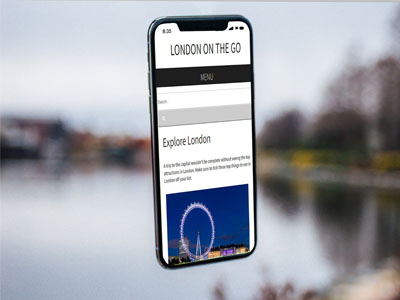 8:35
LONDON ON THE GO
MENU
Search
Explore London
A trip to the capital wouldn't be complete without seeing the top
attractions in London. Make sure to tick these top things to see in
London off your list.